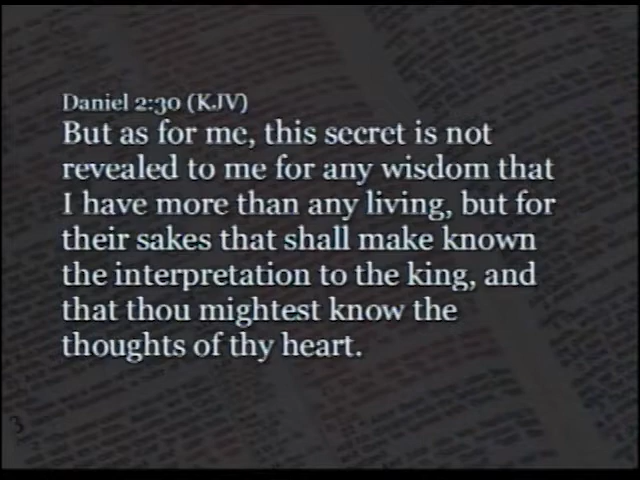 Daniel 2:30 (KJV)
But as for me, this secret is not
revealed to me for any wisdom that
I have more than any living, but for
their sakes that shall make known
the interpretation to the king, and
that thou mightest know the
thoughts of thy heart.
3